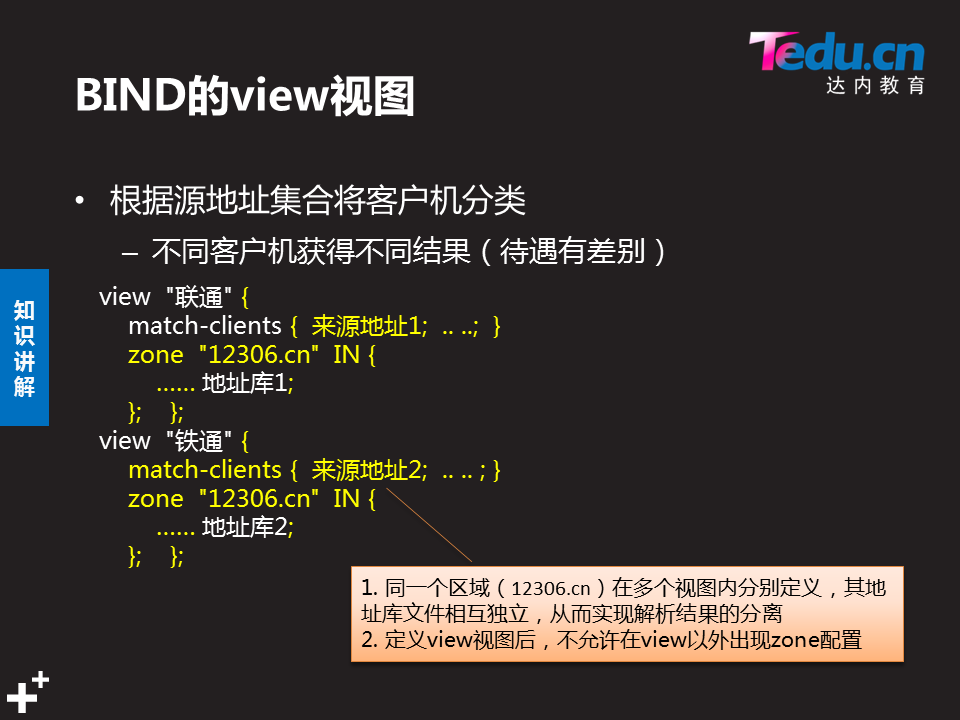 Tedu.cn
达内教育
BIND的view视图
• 根据源地址集合将客户机分类
– 不同客户机获得不同结果（待遇有差别）
知识讲解
view "联通" {
match-clients { 来源地址1; .. ..; }
zone "12306.cn" IN {
…… 地址库1;
}; };
view "铁通" {
match-clients { 来源地址2; .. .. ; }
zone "12306.cn" IN {
…… 地址库2;
}; };
1. 同一个区域（12306.cn）在多个视图内分别定义，其地
址库文件相互独立，从而实现解析结果的分离
2. 定义view视图后，不允许在view以外出现zone配置